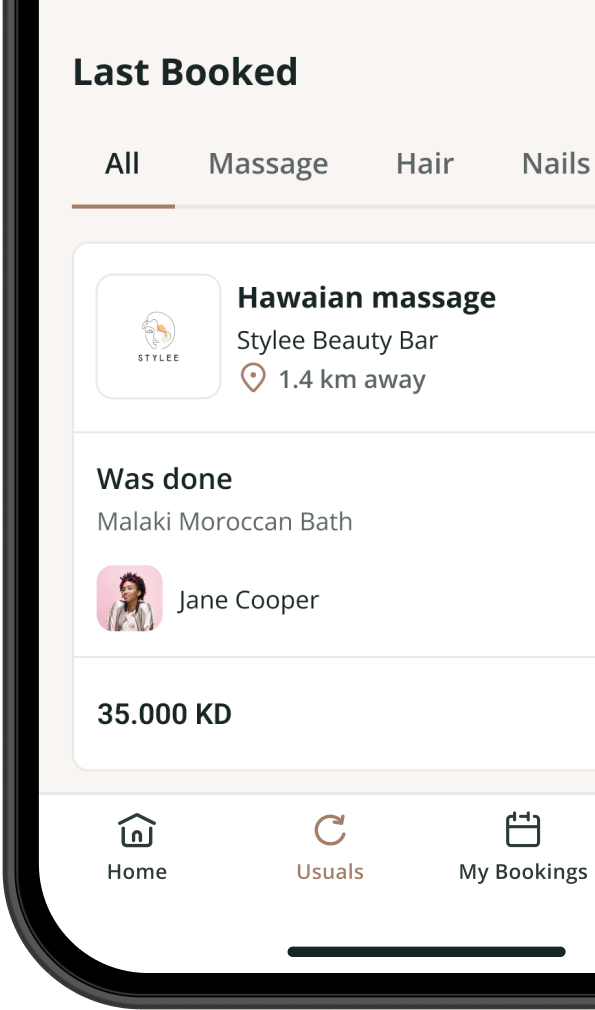 Last Booked
All Massage Hair Nails
Hawaian massage
STYLEE
Stylee Beauty Bar
1.4 km away
Was done
Malaki Moroccan Bath
Jane Cooper
35.000 KD
Home Usuals My Bookings